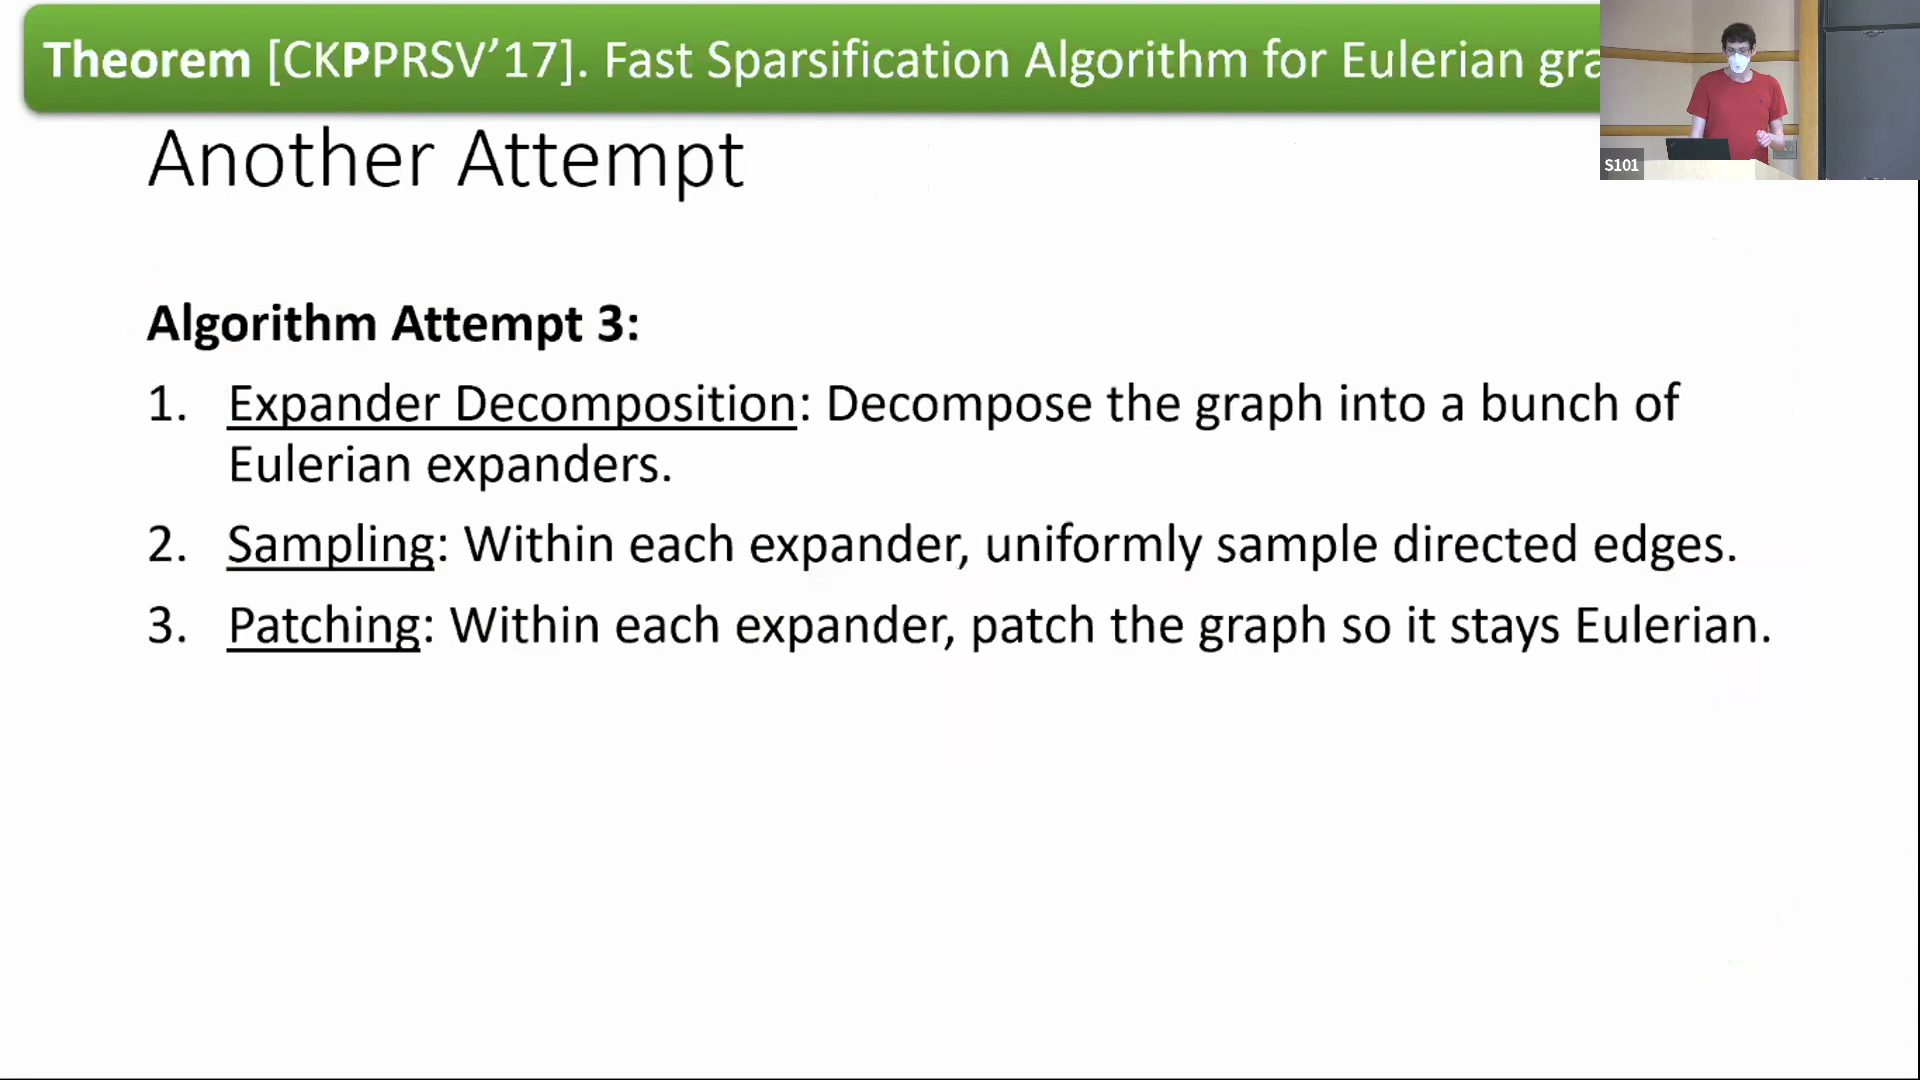 Theorem [CKPPRSV’17]. Fast Sparsification Algorithm for Eulerian gra
S101
Another Attempt
Algorithm Attempt 3:
1. Expander Decomposition: Decompose the graph into a bunch of
Eulerian expanders.
2. Sampling: Within each expander, uniformly sample directed edges.
3. Patching: Within each expander, patch the graph so it stays Eulerian.